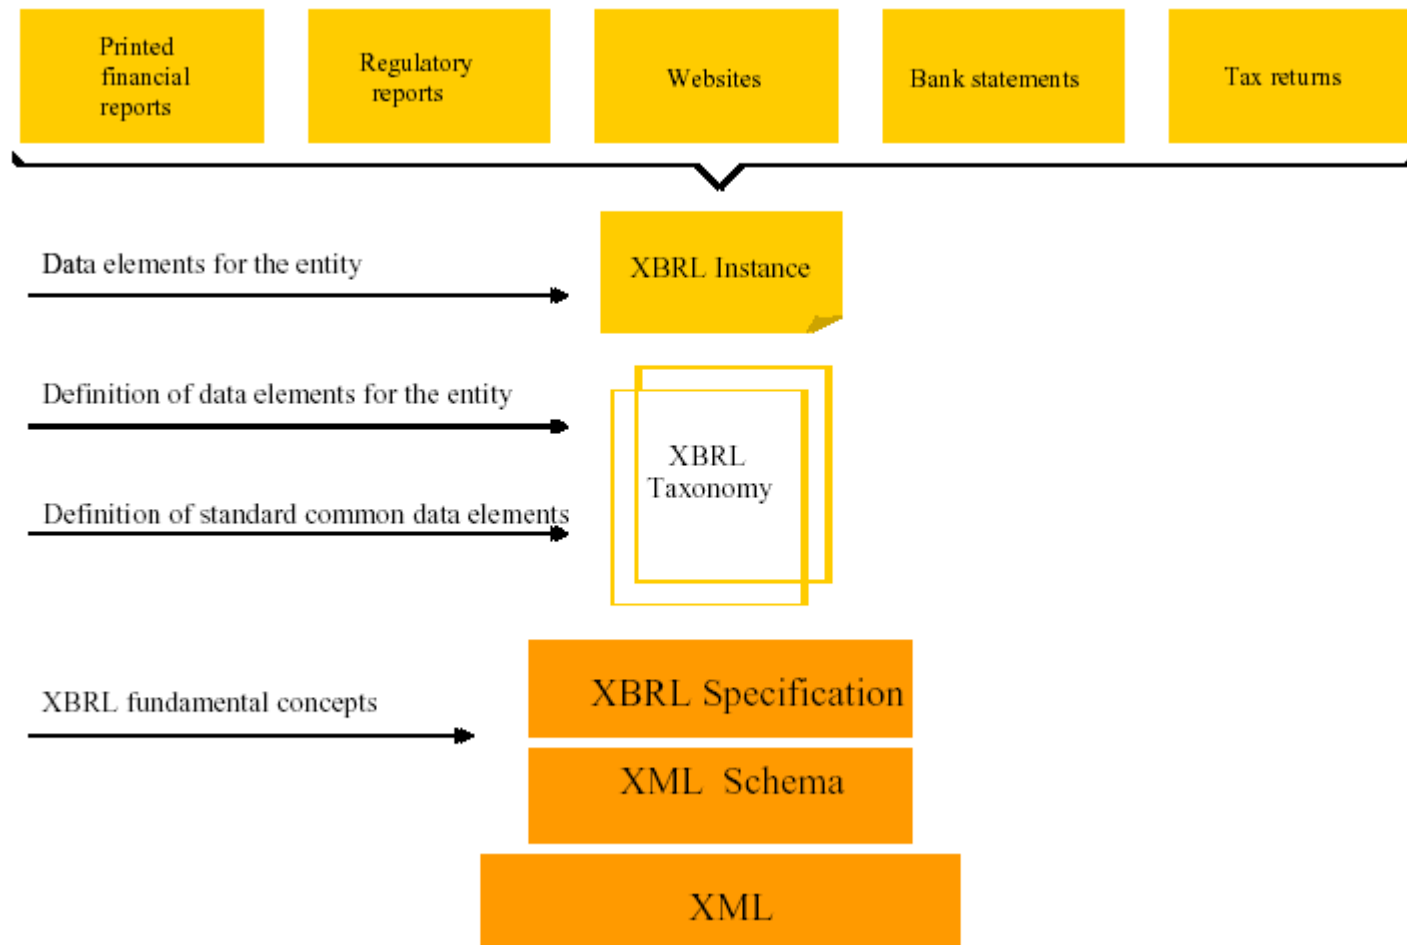 Printed
financial
reports
Regulatory
reports
Websites
Bank statements
Tax returns
Data elements for the entity
XBRL Instance
Definition of data elements for the entity
XBRL
Taxonomy
Definition of standard common data elements
XBRL fundamental concepts
XBRL Specification
XML Schema
XML